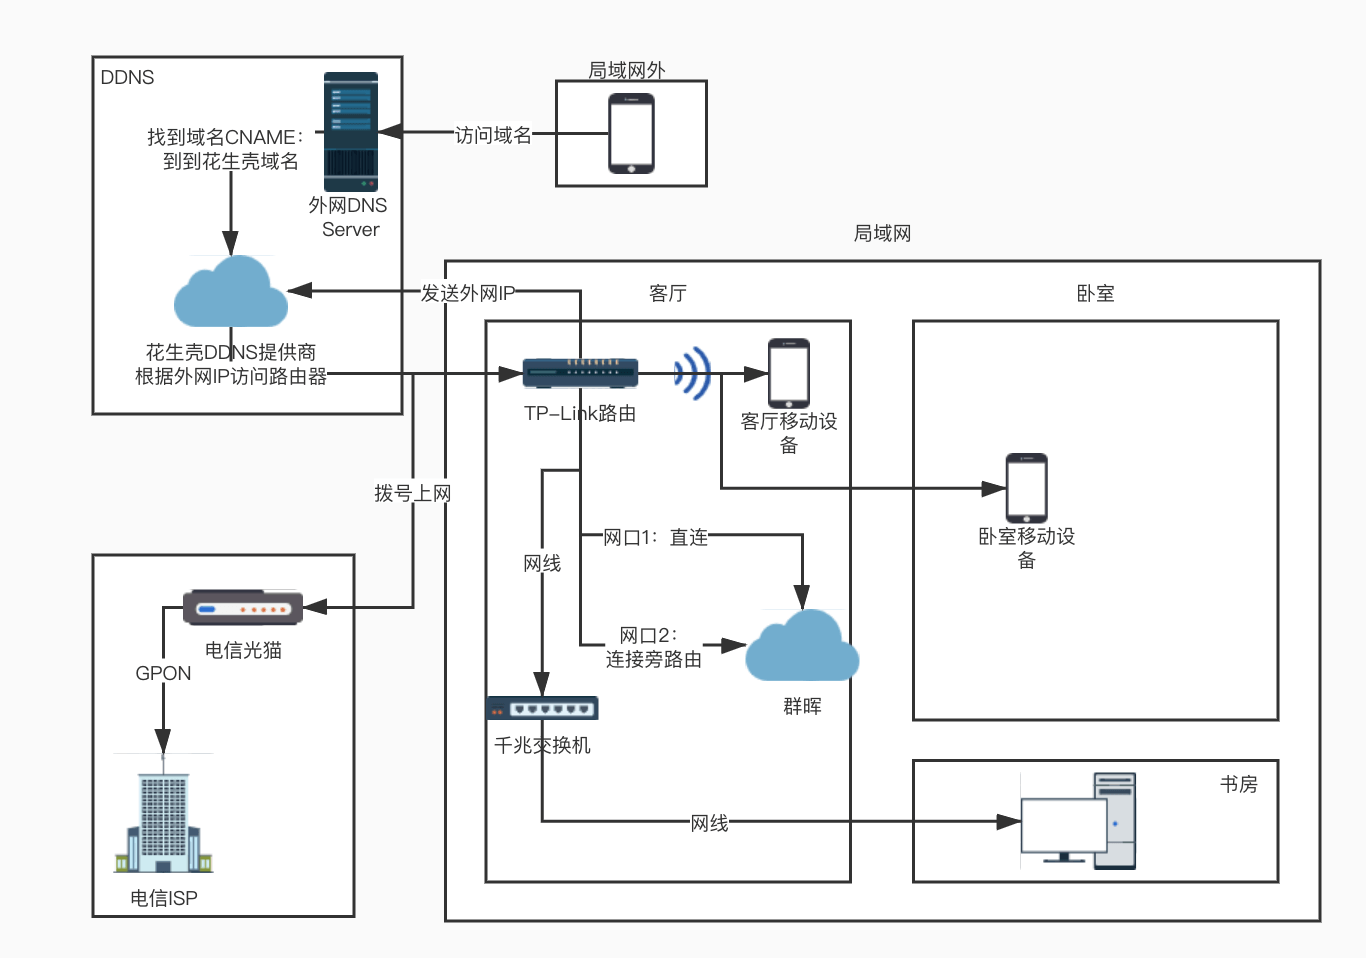 局域网外
DDNS
访问域名
找到域名CNAME：
到到花生壳域名
外网DNS
Server
局域网
发送外网IP
客厅
卧室
花生壳DDNS提供商
根据外网IP访问路由器
TP-Link路由
客厅移动设
备
拨号上网
网口1：直连
卧室移动设
备
网线
网口2：
连接旁路由
电信光猫
GPON
群晖
千兆交换机
书房
网线
电信ISP